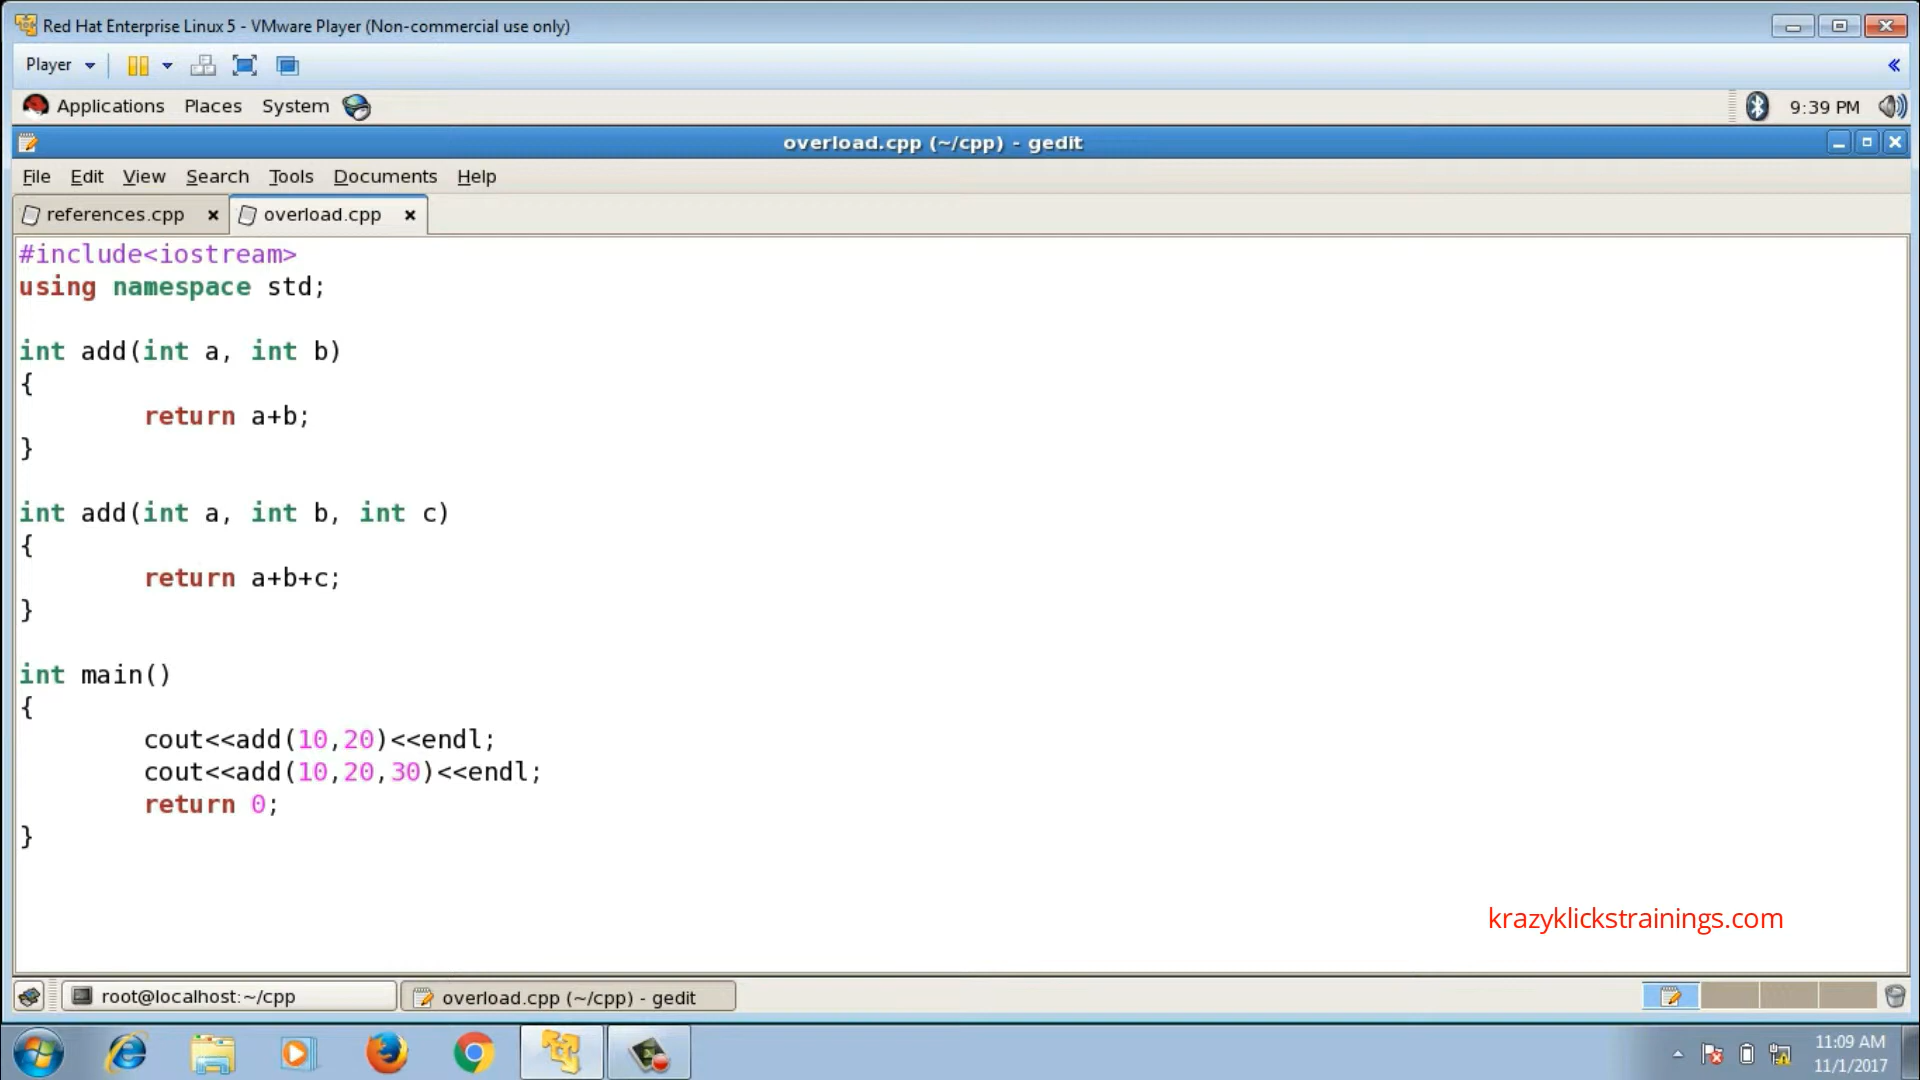 Red Hat Enterprise Linux 5 - VMware Player (Non-commercial use only)
Player
«
Applications Places System
9:39 PM
overload.cpp (~/cpp) - gedit
File Edit View Search Tools Documents Help
references.cpp × overload.cpp ×
#include<iostream>
using namespace std;
int add(int a, int b)
{
return a+b;
}
int add(int a, int b, int c)
{
return a+b+c;
}
int main()
{
cout<<add(10,20)<<endl;
cout<<add(10,20,30)<<endl;
return 0;
}
krazyklickstrainings.com
root@localhost:~/cpp
overload.cpp (~/cpp) - gedit
11:09 AM
11/1/2017